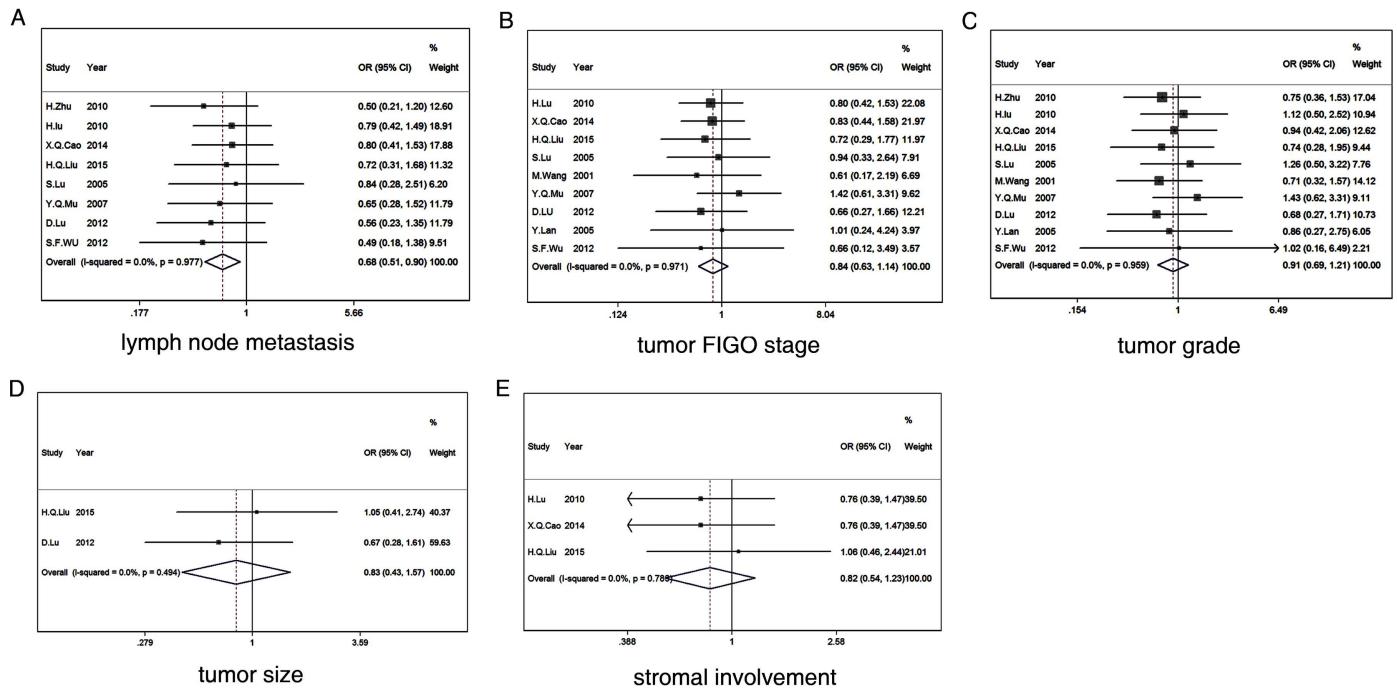 A
%
Study Year OR (95% CI) Weight
H.Zhu 2010 0.50 (0.21, 1.20) 12.60
H.lu 2010 0.79 (0.42, 1.49) 18.91
X.Q.Cao 2014 0.80 (0.41, 1.53) 17.88
H.Q.Liu 2015 0.72 (0.31, 1.68) 11.32
S.Lu 2005 0.84 (0.28, 2.51) 6.20
Y.Q.Mu 2007 0.65 (0.28, 1.52) 11.79
D.Lu 2012 0.56 (0.23, 1.35) 11.79
S.F.WU 2012 0.49 (0.18, 1.38) 9.51
Overall (I-squared = 0.0%, p = 0.977) 0.68 (0.51, 0.90) 100.00
.177 1 5.66
lymph node metastasis
B
%
Study Year OR (95% CI) Weight
H.Lu 2010 0.80 (0.42, 1.53) 22.08
X.Q.Cao 2014 0.83 (0.44, 1.58) 21.97
H.Q.Liu 2015 0.72 (0.29, 1.77) 11.97
S.Lu 2005 0.94 (0.33, 2.64) 7.91
M.Wang 2001 0.61 (0.17, 2.19) 6.69
Y.Q.Mu 2007 1.42 (0.61, 3.31) 9.62
D.LU 2012 0.66 (0.27, 1.66) 12.21
Y.Lan 2005 1.01 (0.24, 4.24) 3.97
S.F.Wu 2012 0.66 (0.12, 3.49) 3.57
Overall (I-squared = 0.0%, p = 0.971) 0.84 (0.63, 1.14) 100.00
.124 1 8.04
tumor FIGO stage
C
%
Study Year OR (95% CI) Weight
H.Zhu 2010 0.75 (0.36, 1.53) 17.04
H.lu 2010 1.12 (0.50, 2.52) 10.94
X.Q.Cao 2014 0.94 (0.42, 2.06) 12.62
H.Q.Liu 2015 0.74 (0.28, 1.95) 9.44
S.Lu 2005 1.26 (0.50, 3.22) 7.76
M.Wang 2001 0.71 (0.32, 1.57) 14.12
Y.Q.Mu 2007 1.43 (0.62, 3.31) 9.11
D.Lu 2012 0.68 (0.27, 1.71) 10.73
Y.Lan 2005 0.86 (0.27, 2.75) 6.05
S.F.Wu 2012 1.02 (0.16, 6.49) 2.21
Overall (I-squared = 0.0%, p = 0.959) 0.91 (0.69, 1.21) 100.00
.154 1 6.49
tumor grade
D
%
Study Year OR (95% CI) Weight
H.Q.Liu 2015 1.05 (0.41, 2.74) 40.37
D.Lu 2012 0.67 (0.28, 1.61) 59.63
Overall (I-squared = 0.0%, p = 0.494) 0.83 (0.43, 1.57) 100.00
.279 1 3.59
tumor size
E
%
Study Year OR (95% CI) Weight
H.Lu 2010 0.76 (0.39, 1.47) 39.50
X.Q.Cao 2014 0.76 (0.39, 1.47) 39.50
H.Q.Liu 2015 1.06 (0.46, 2.44) 21.01
Overall (I-squared = 0.0%, p = 0.82 (0.54, 1.23) 100.00
.388 1 2.58
stromal involvement